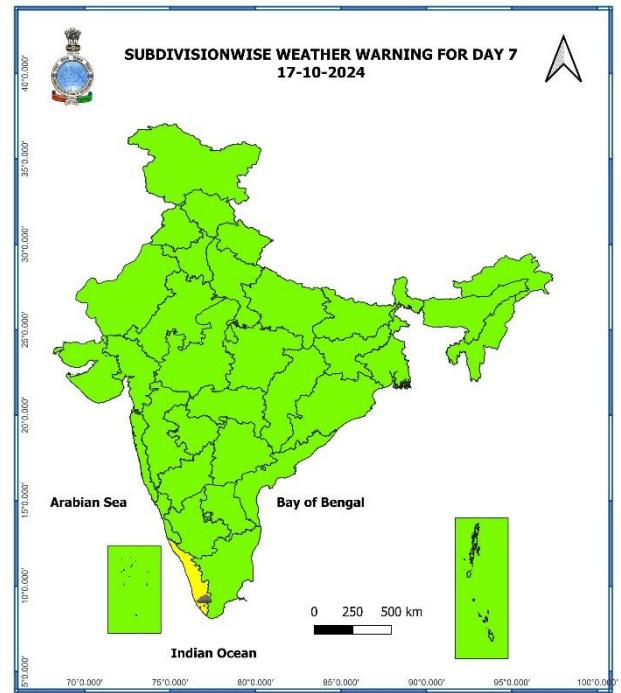 SUBDIVISIONWISE WEATHER WARNING FOR DAY 7
17-10-2024
40°0.000'
35°0.000'
30°0.000'
25°0.000'
20°0.000'
15°0.000'
10°0.000'
5°0.000'
Arabian Sea
Bay of Bengal
0 250 500 km
Indian Ocean
70°0.000' 75°0.000' 80°0.000' 85°0.000' 90°0.000' 95°0.000' 100°0.000'